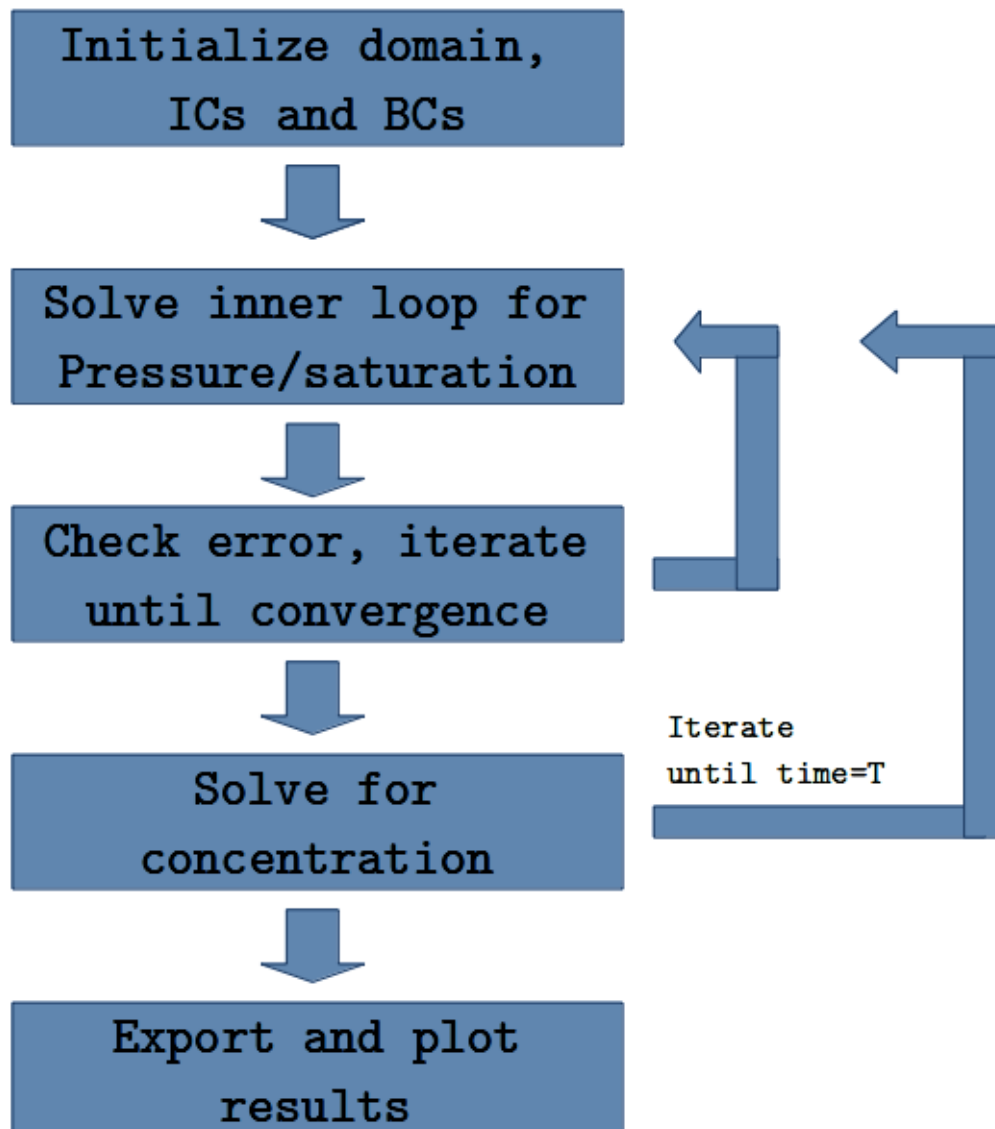 Initialize domain,
ICs and BCs
Solve inner loop for
Pressure/saturation
Check error, iterate
until convergence
Iterate
until time=T
Solve for
concentration
Export and plot
results